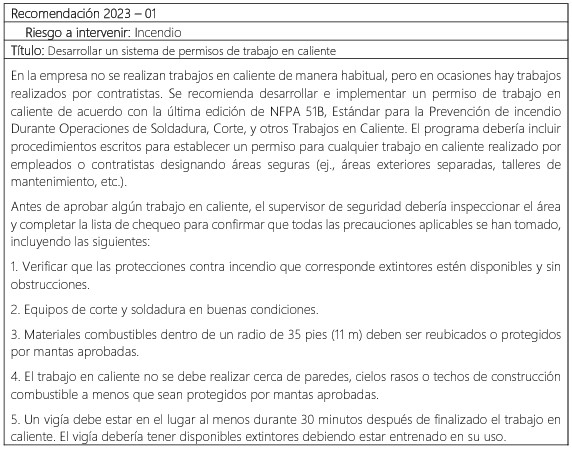 Recomendación 2023 – 01
Riesgo a intervenir: Incendio
Título: Desarrollar un sistema de permisos de trabajo en caliente
En la empresa no se realizan trabajos en caliente de manera habitual, pero en ocasiones hay trabajos
realizados por contratistas. Se recomienda desarrollar e implementar un permiso de trabajo en
caliente de acuerdo con la última edición de NFPA 51B, Estándar para la Prevención de incendio
Durante Operaciones de Soldadura, Corte, y otros Trabajos en Caliente. El programa debería incluir
procedimientos escritos para establecer un permiso para cualquier trabajo en caliente realizado por
empleados o contratistas designando áreas seguras (ej., áreas exteriores separadas, talleres de
mantenimiento, etc.).
Antes de aprobar algún trabajo en caliente, el supervisor de seguridad debería inspeccionar el área
y completar la lista de chequeo para confirmar que todas las precauciones aplicables se han tomado,
incluyendo las siguientes:
1. Verificar que las protecciones contra incendio que corresponde extintores estén disponibles y sin
obstrucciones.
2. Equipos de corte y soldadura en buenas condiciones.
3. Materiales combustibles dentro de un radio de 35 pies (11 m) deben ser reubicados o protegidos
por mantas aprobadas.
4. El trabajo en caliente no se debe realizar cerca de paredes, cielos rasos o techos de construcción
combustible a menos que sean protegidos por mantas aprobadas.
5. Un vigía debe estar en el lugar al menos durante 30 minutos después de finalizado el trabajo en
caliente. El vigía debería tener disponibles extintores debiendo estar entrenado en su uso.